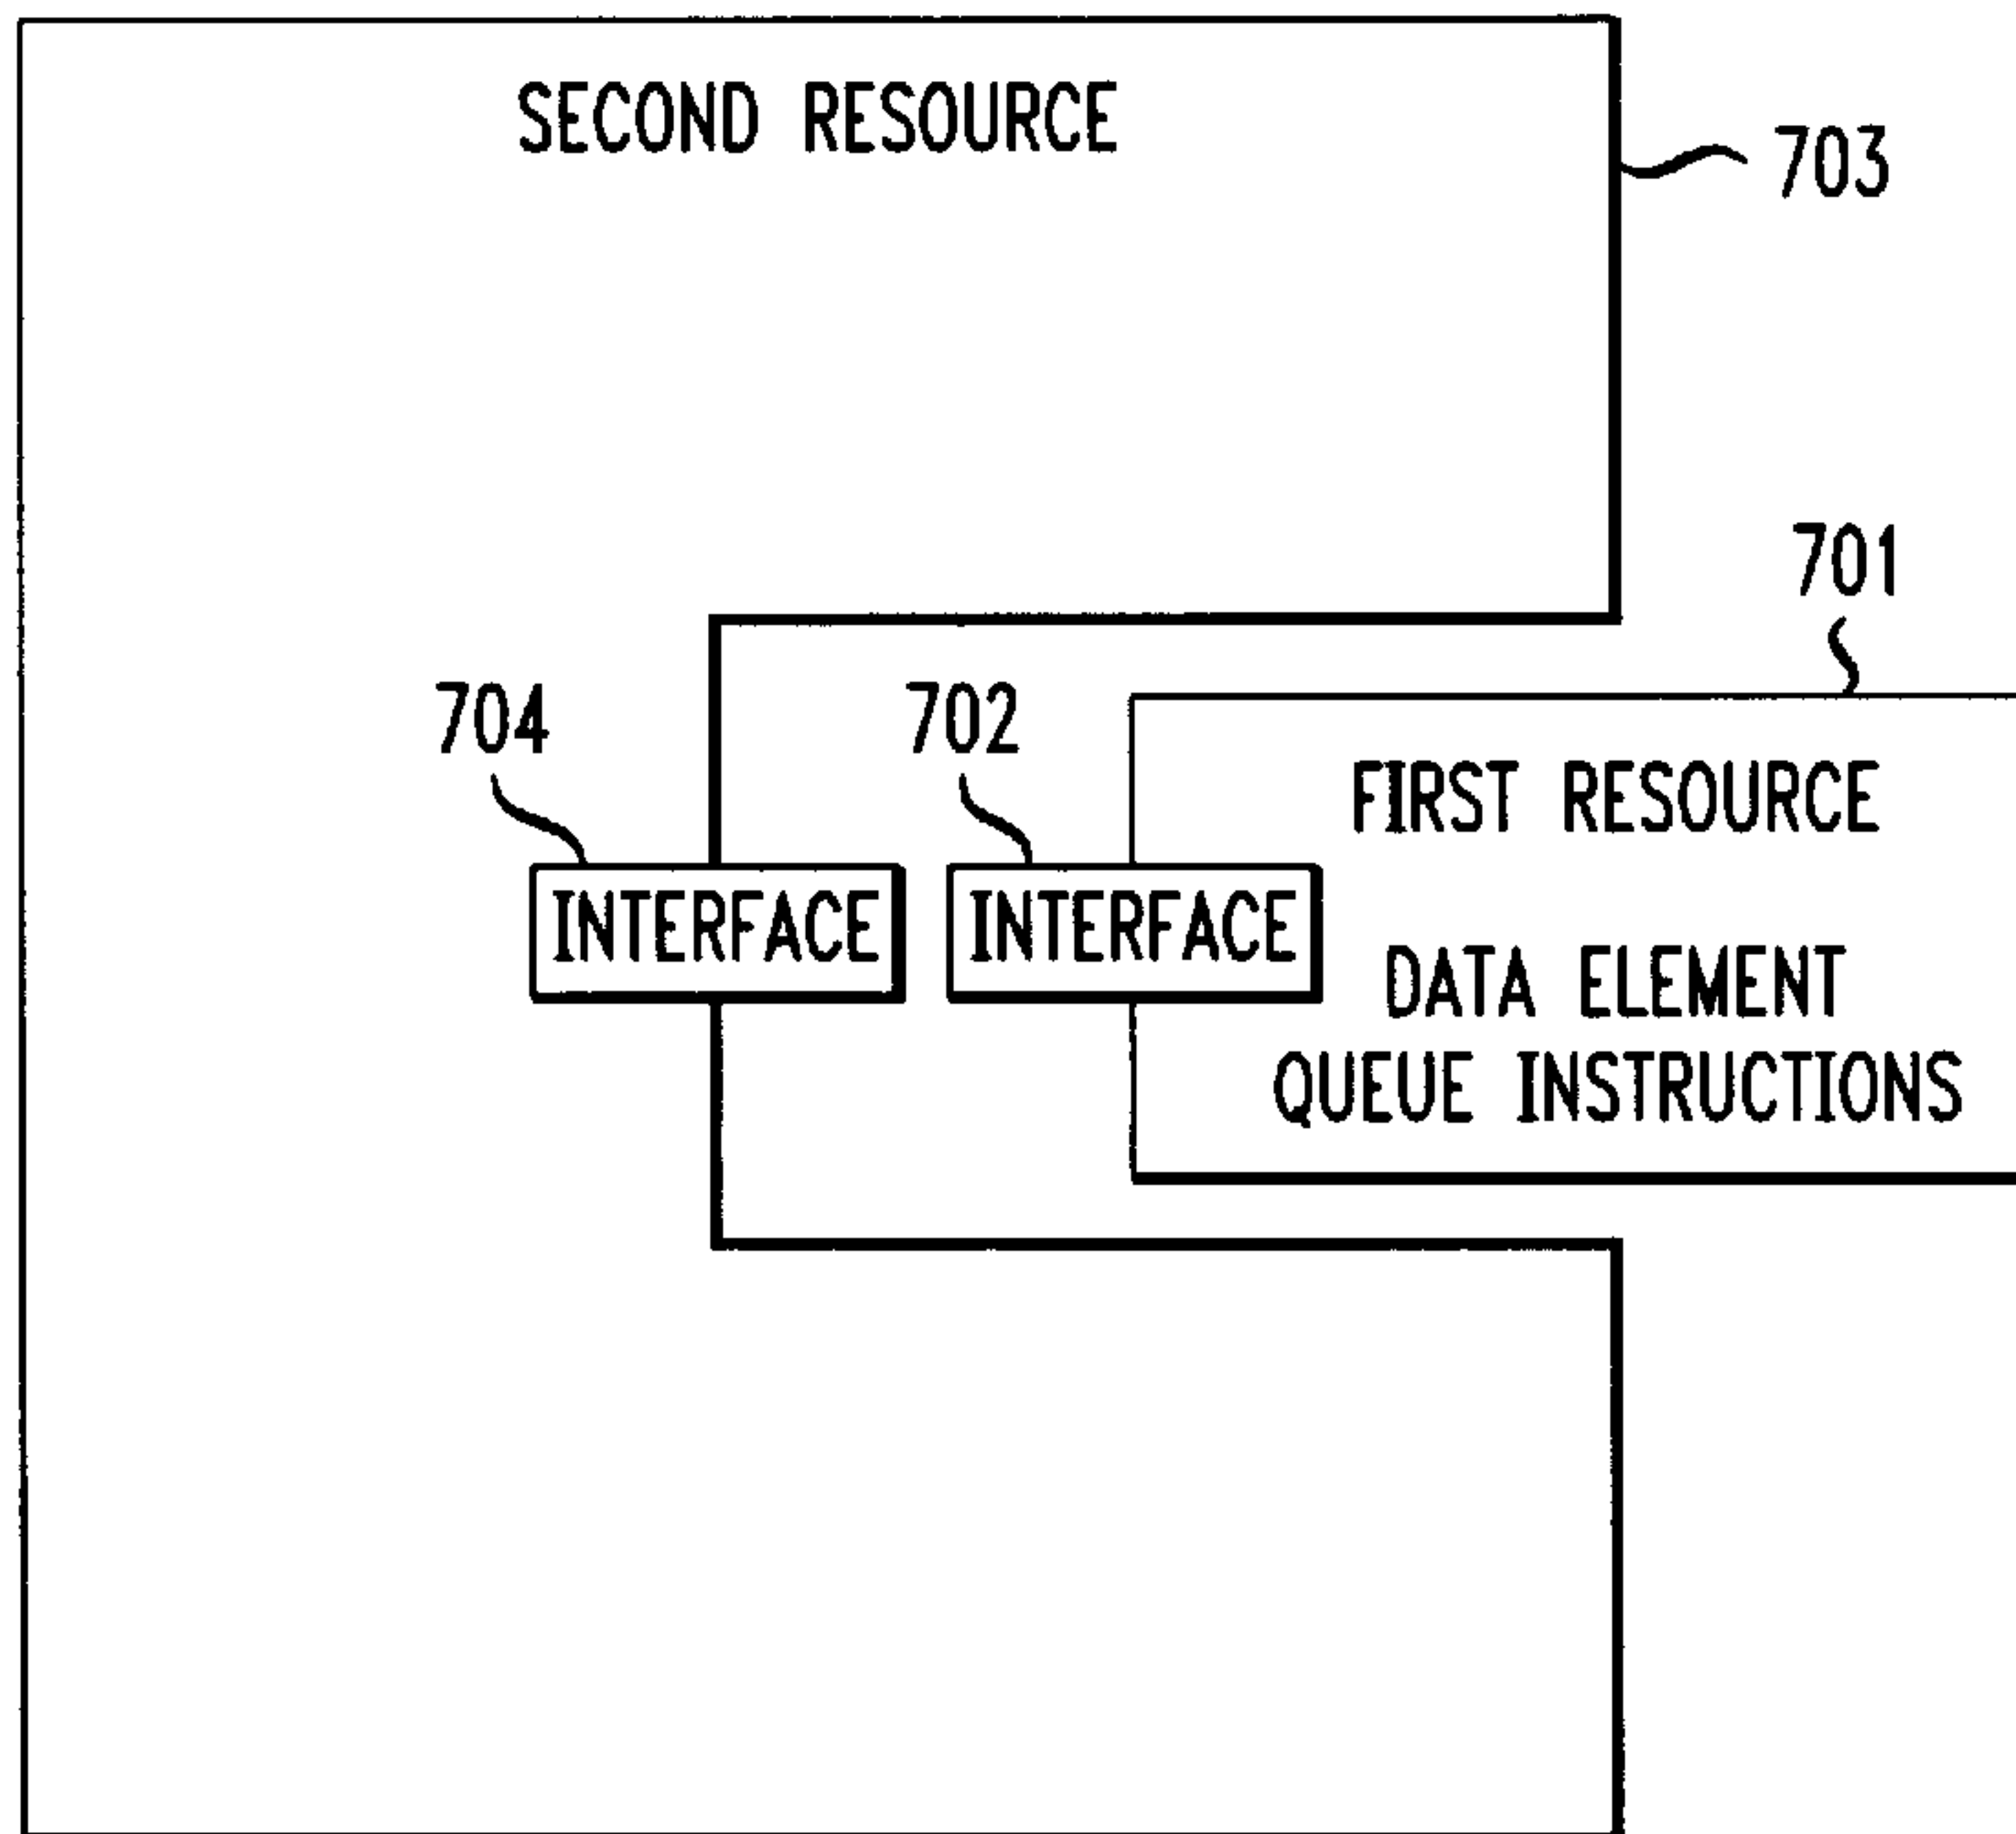 SECOND RESOURCE
703
701
704
702
FIRST RESOURCE
INTERFACE
INTERFACE
DATA ELEMENT
QUEUE INSTRUCTIONS